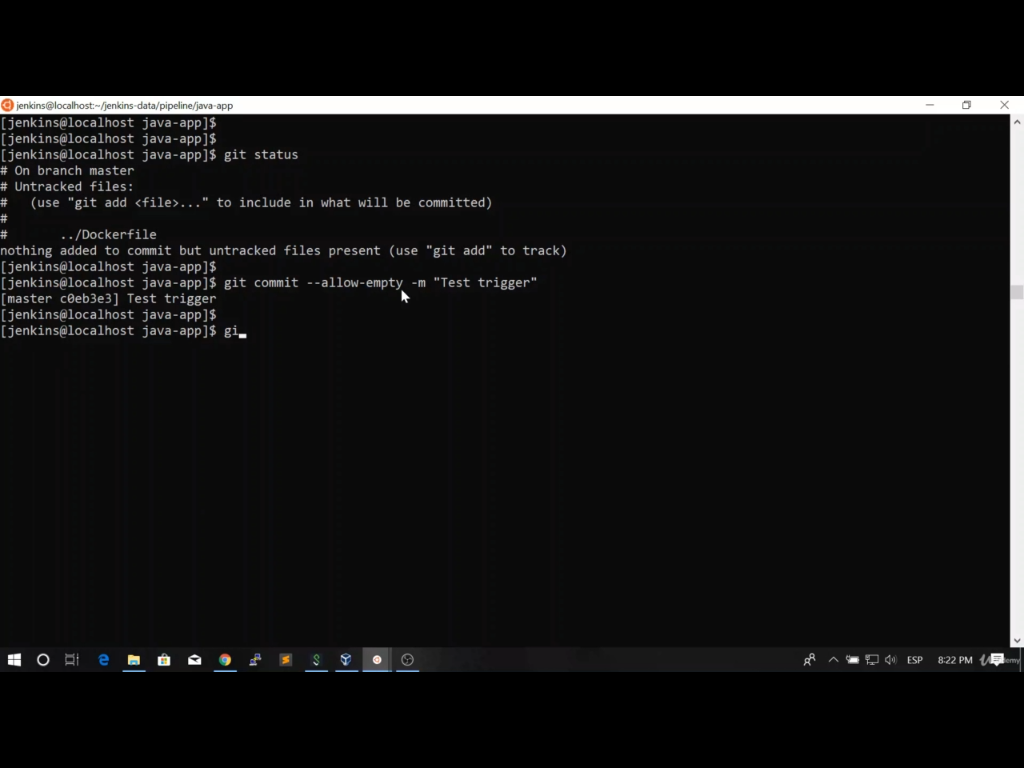 jenkins@localhost:~/jenkins-data/pipeline/java-app
[jenkins@localhost java-app]$
[jenkins@localhost java-app]$
[jenkins@localhost java-app]$ git status
# On branch master
# Untracked files:
#   (use "git add <file>..." to include in what will be committed)
#
#       ../Dockerfile
nothing added to commit but untracked files present (use "git add" to track)
[jenkins@localhost java-app]$
[jenkins@localhost java-app]$ git commit --allow-empty -m "Test trigger"
[master c0eb3e3] Test trigger
[jenkins@localhost java-app]$
[jenkins@localhost java-app]$ gi
ESP 8:22 PM